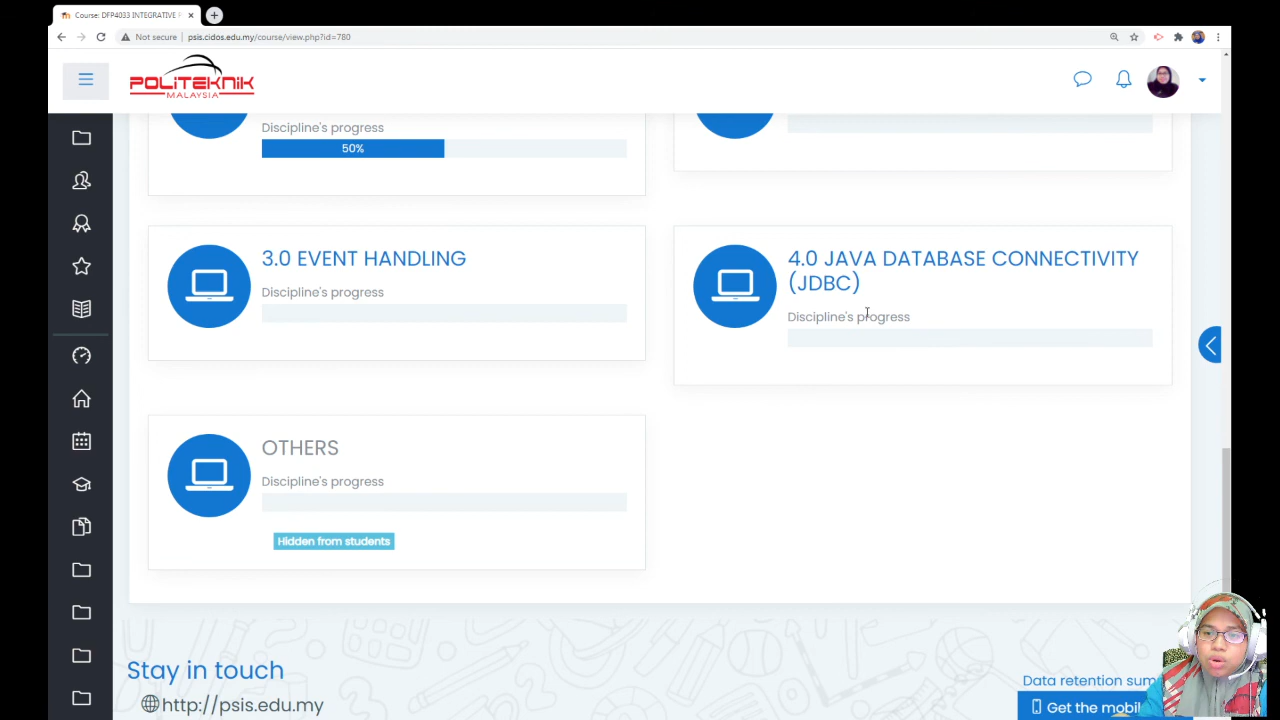 Course: DFP4033 INTEGRATIVE
Not secure psis.cidos.edu.my/course/view.php?id=780
POLITEKNIK
MALAYSIA
Discipline's progress
50%
3.0 EVENT HANDLING
Discipline's progress
4.0 JAVA DATABASE CONNECTIVITY
(JDBC)
Discipline's progress
OTHERS
Discipline's progress
Hidden from students
Stay in touch
http://psis.edu.my
Data retention sum
Get the mobil